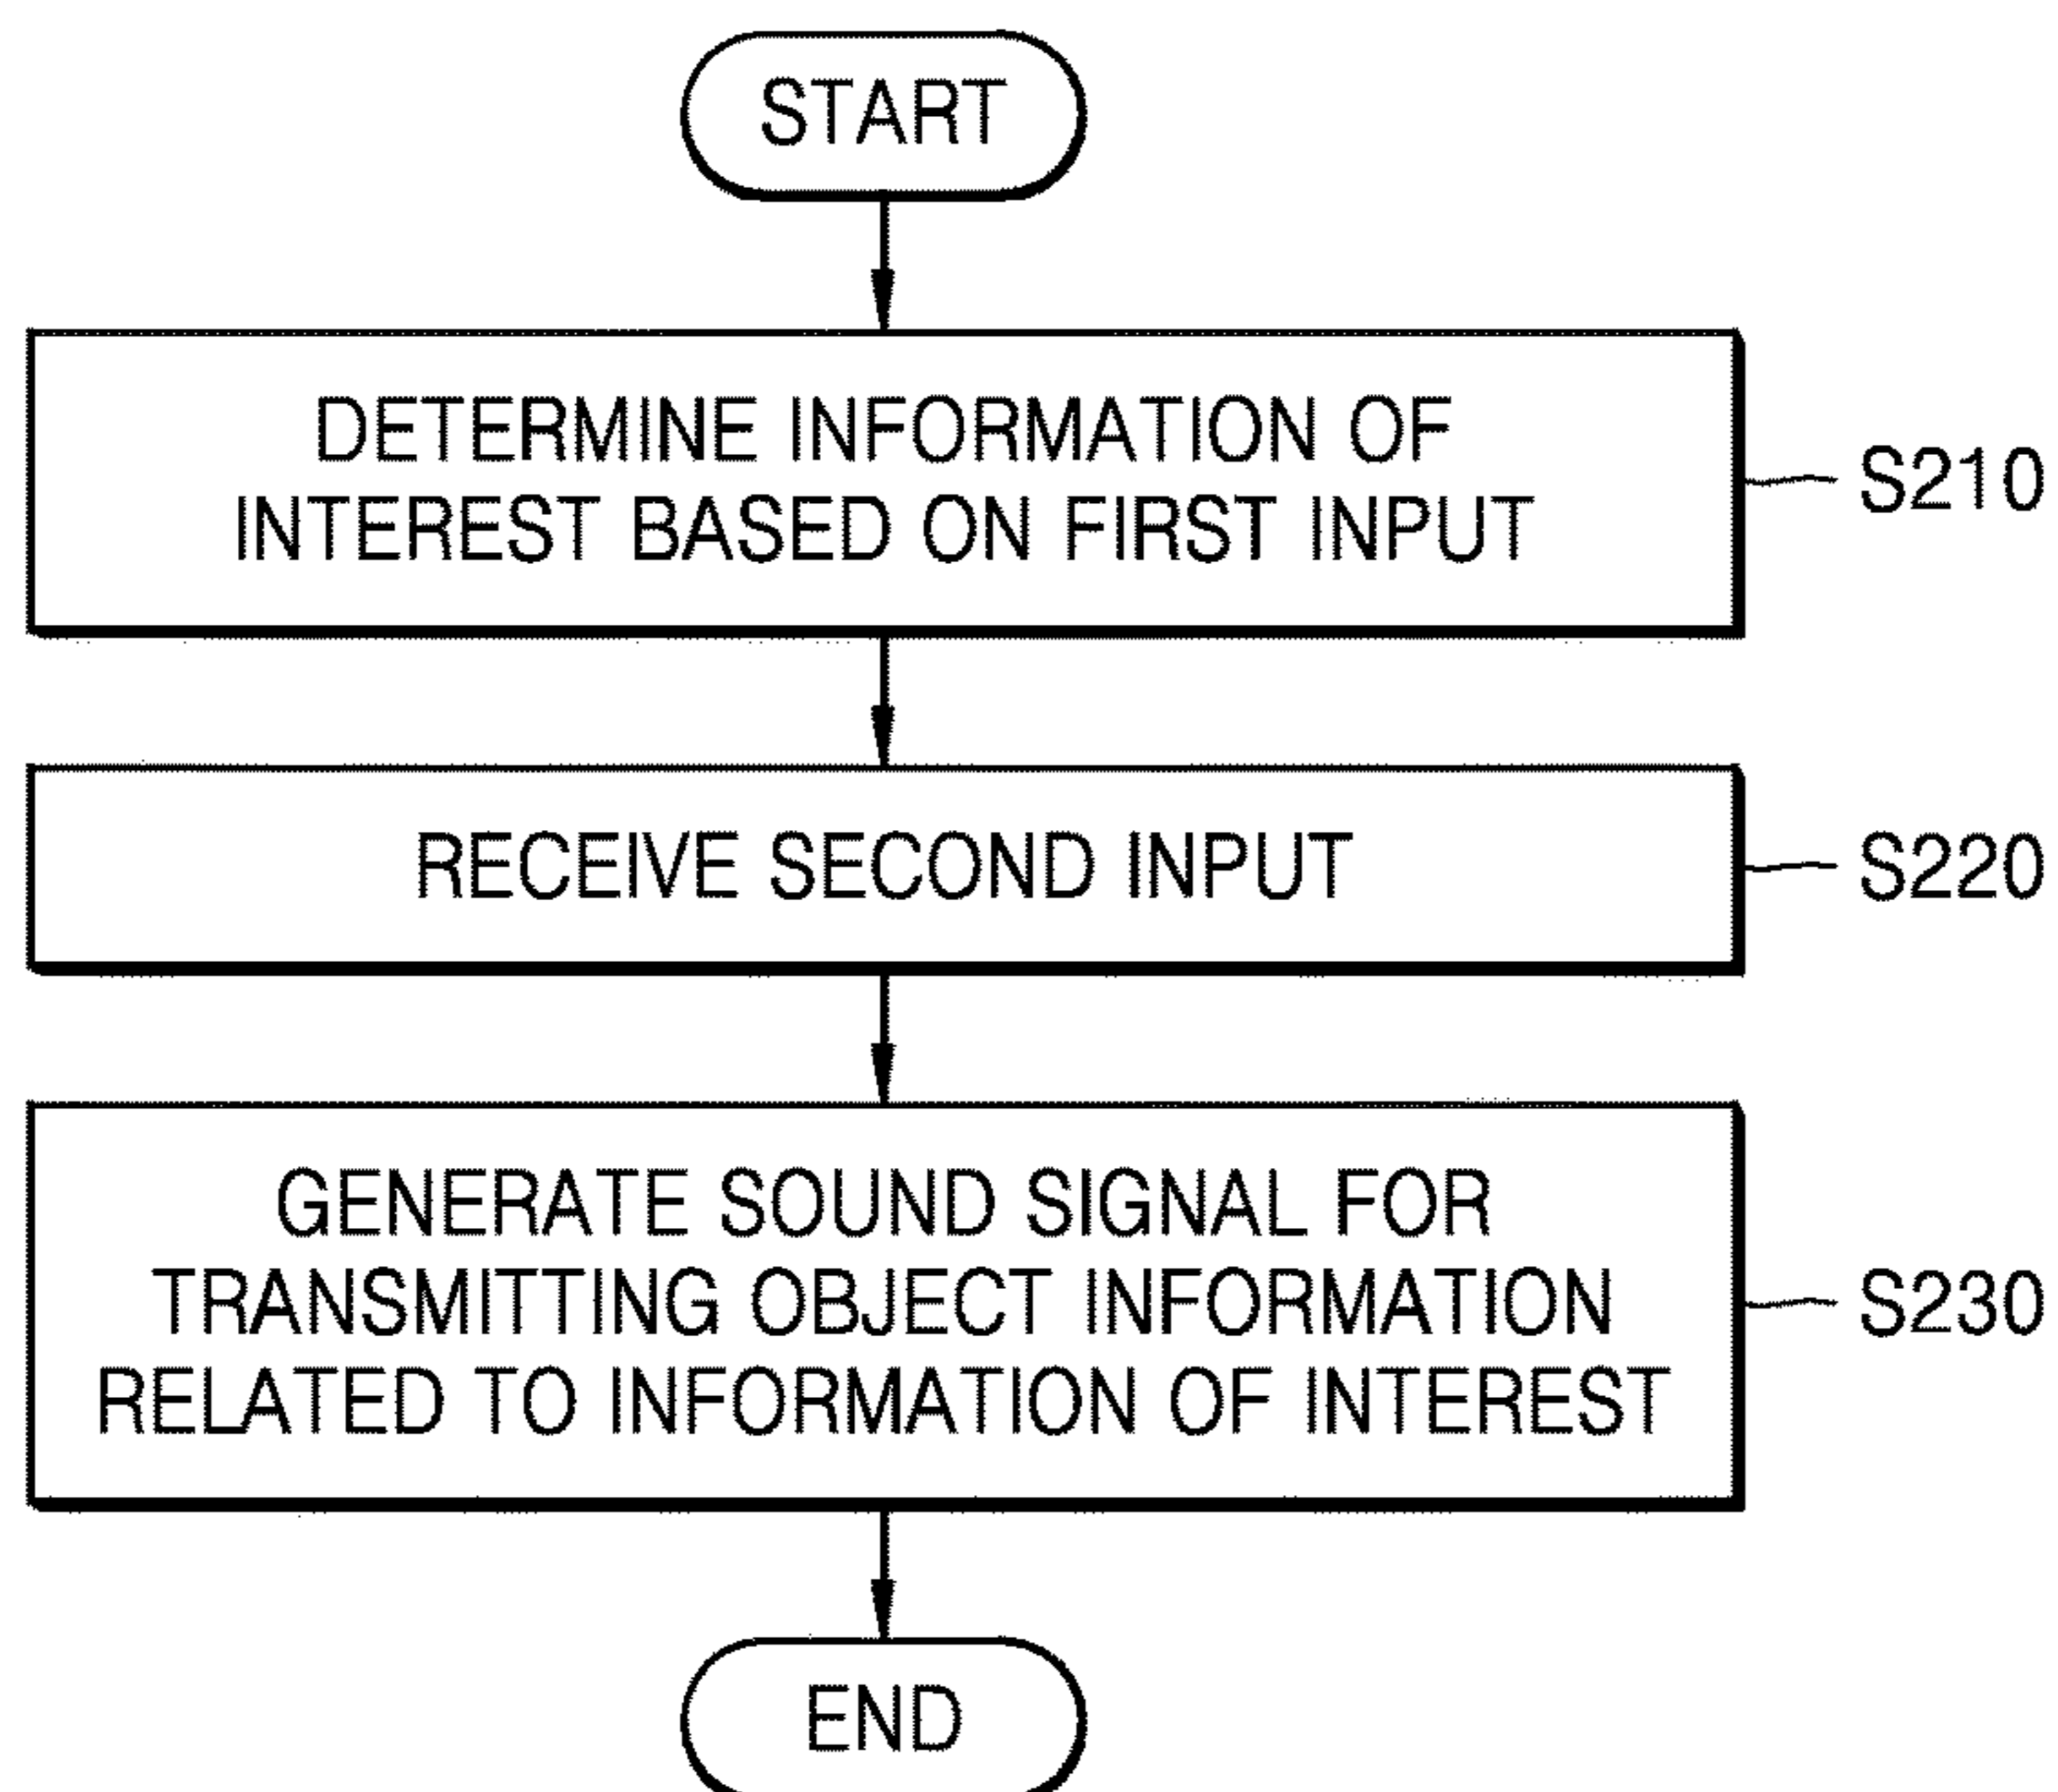 START
DETERMINE INFORMATION OF
INTEREST BASED ON FIRST INPUT
S210
RECEIVE SECOND INPUT
S220
GENERATE SOUND SIGNAL FOR
TRANSMITTING OBJECT INFORMATION
RELATED TO INFORMATION OF INTEREST
S230
END